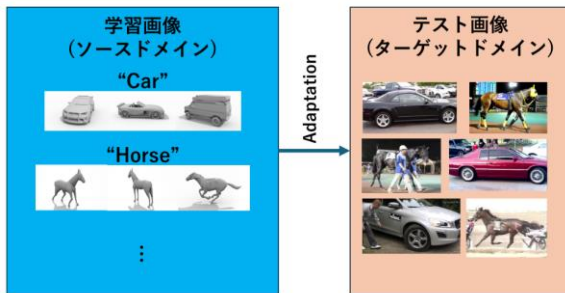 学習画像
（ソースドメイン）
“Car”
“Horse”
⋮
Adaptation
テスト画像
（ターゲットドメイン）